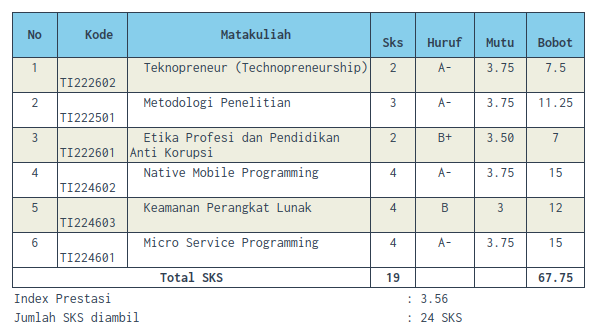 No Kode Matakuliah Sks Huruf Mutu Bobot
1 TI222602 Teknopreneur (Technopreneurship) 2 A- 3.75 7.5
2 TI222501 Metodologi Penelitian 3 A- 3.75 11.25
3 TI222601 Etika Profesi dan Pendidikan Anti Korupsi 2 B+ 3.50 7
4 TI224602 Native Mobile Programming 4 A- 3.75 15
5 TI224603 Keamanan Perangkat Lunak 4 B 3 12
6 TI224601 Micro Service Programming 4 A- 3.75 15
Total SKS 19 67.75
Index Prestasi : 3.56
Jumlah SKS diambil : 24 SKS